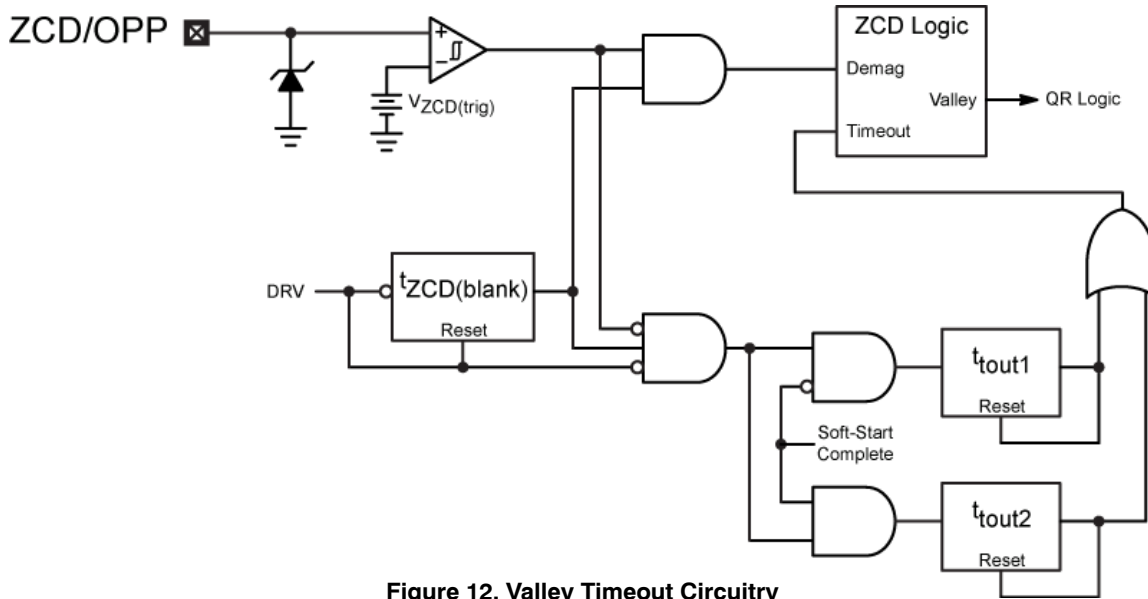 ZCD/OPP
VZCD(trig)
ZCD Logic
Demag
Valley
QR Logic
Timeout
DRV
tZCD(blank)
Reset
ttout1
Reset
Soft-Start
Complete
ttout2
Reset
Figure 12. Valley Timeout Circuitry